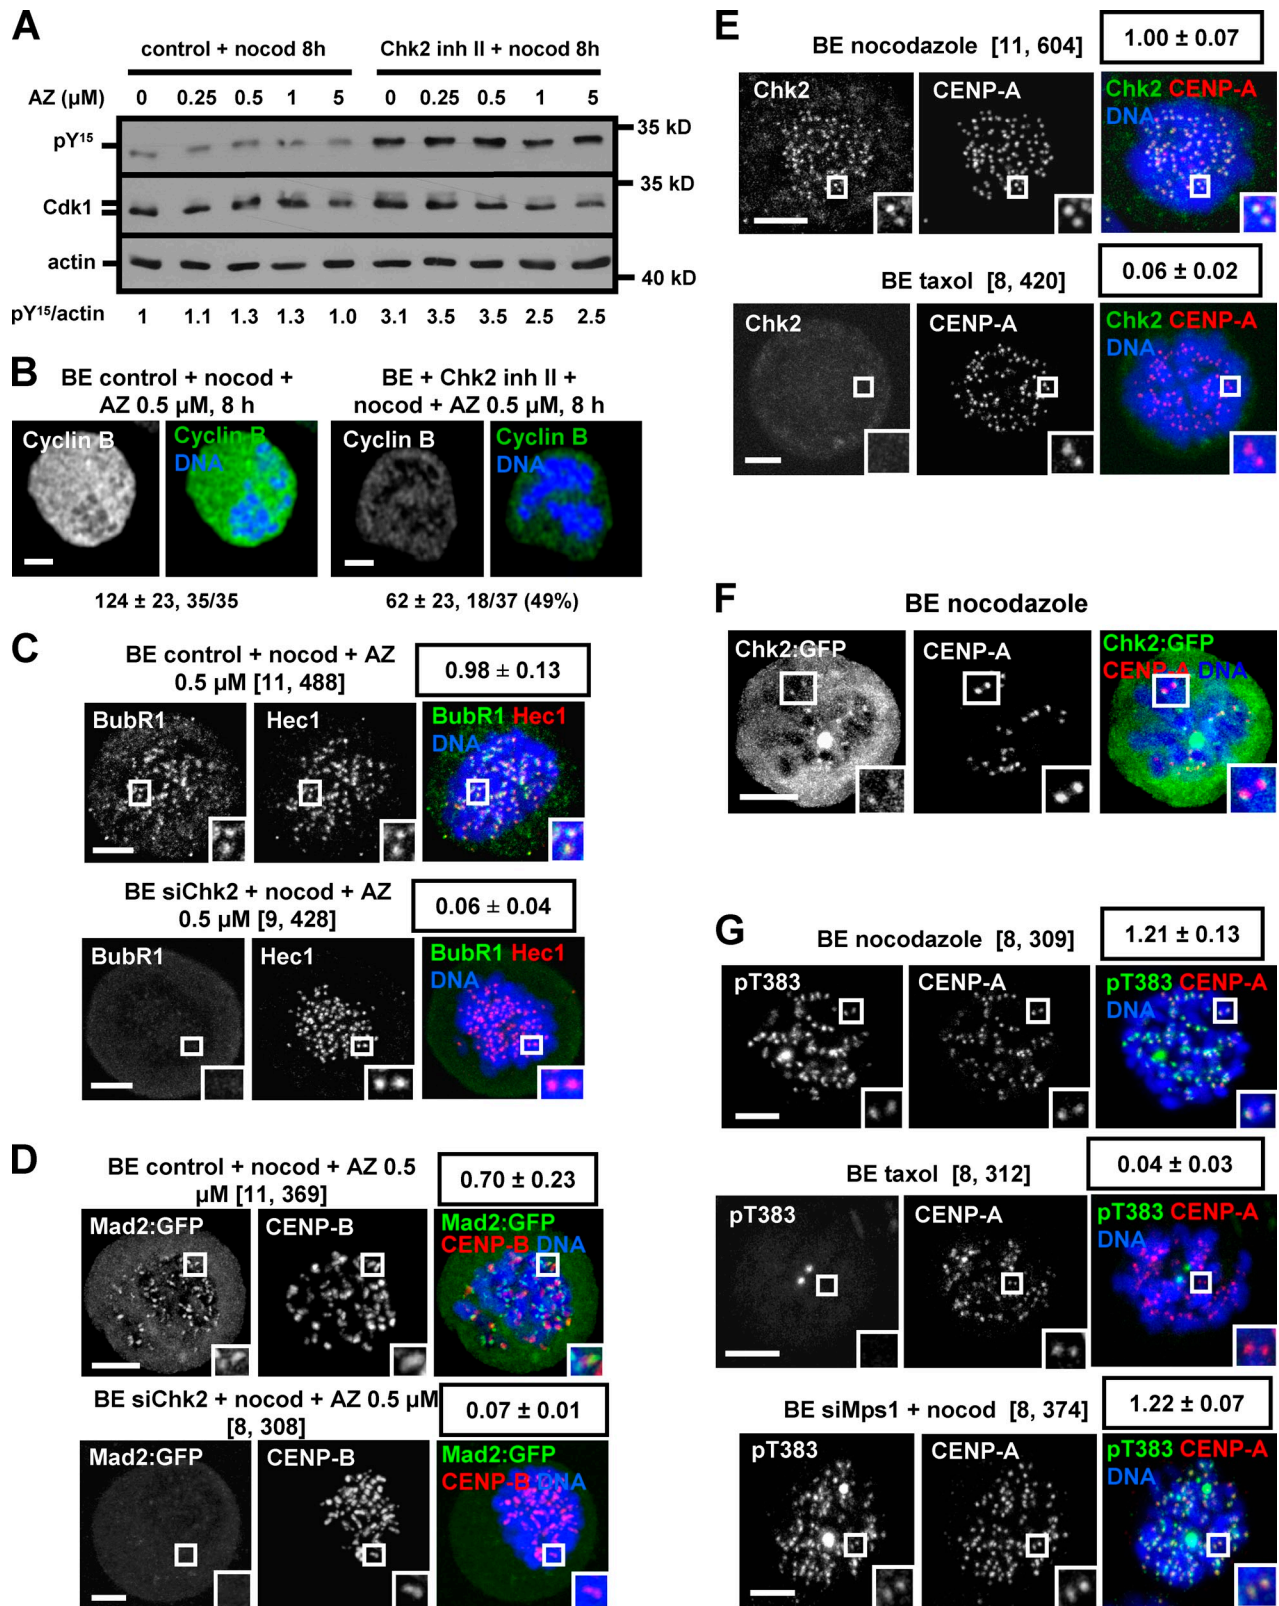 A
control + nocod 8h
Chk2 inh II + nocod 8h
AZ (µM) 0 0.25 0.5 1 5 0 0.25 0.5 1 5
pY¹⁵
35 kD
35 kD
Cdk1
actin
40 kD
pY¹⁵/actin 1 1.1 1.3 1.3 1.0 3.1 3.5 3.5 2.5 2.5
B
BE control + nocod +
AZ 0.5 µM, 8 h
BE + Chk2 inh II +
nocod + AZ 0.5 µM, 8 h
Cyclin B
Cyclin B
DNA
Cyclin B
Cyclin B
DNA
124 ± 23, 35/35
62 ± 23, 18/37 (49%)
C
BE control + nocod + AZ
0.5 µM [11, 488]
0.98 ± 0.13
BubR1
Hec1
BubR1 Hec1
DNA
BE siChk2 + nocod + AZ
0.5 µM [9, 428]
0.06 ± 0.04
BubR1
Hec1
BubR1 Hec1
DNA
D
BE control + nocod + AZ 0.5
µM [11, 369]
0.70 ± 0.23
Mad2:GFP
CENP-B
Mad2:GFP
CENP-B DNA
BE siChk2 + nocod + AZ 0.5 µM
[8, 308]
0.07 ± 0.01
Mad2:GFP
CENP-B
Mad2:GFP
CENP-B DNA
E
BE nocodazole [11, 604]
1.00 ± 0.07
Chk2
CENP-A
Chk2 CENP-A
DNA
BE taxol [8, 420]
0.06 ± 0.02
Chk2
CENP-A
Chk2 CENP-A
DNA
F
BE nocodazole
Chk2:GFP
CENP-A
Chk2:GFP
CENP-A DNA
G
BE nocodazole [8, 309]
1.21 ± 0.13
pT383
CENP-A
pT383 CENP-A
DNA
BE taxol [8, 312]
0.04 ± 0.03
pT383
CENP-A
pT383 CENP-A
DNA
BE siMps1 + nocod [8, 374]
1.22 ± 0.07
pT383
CENP-A
pT383 CENP-A
DNA